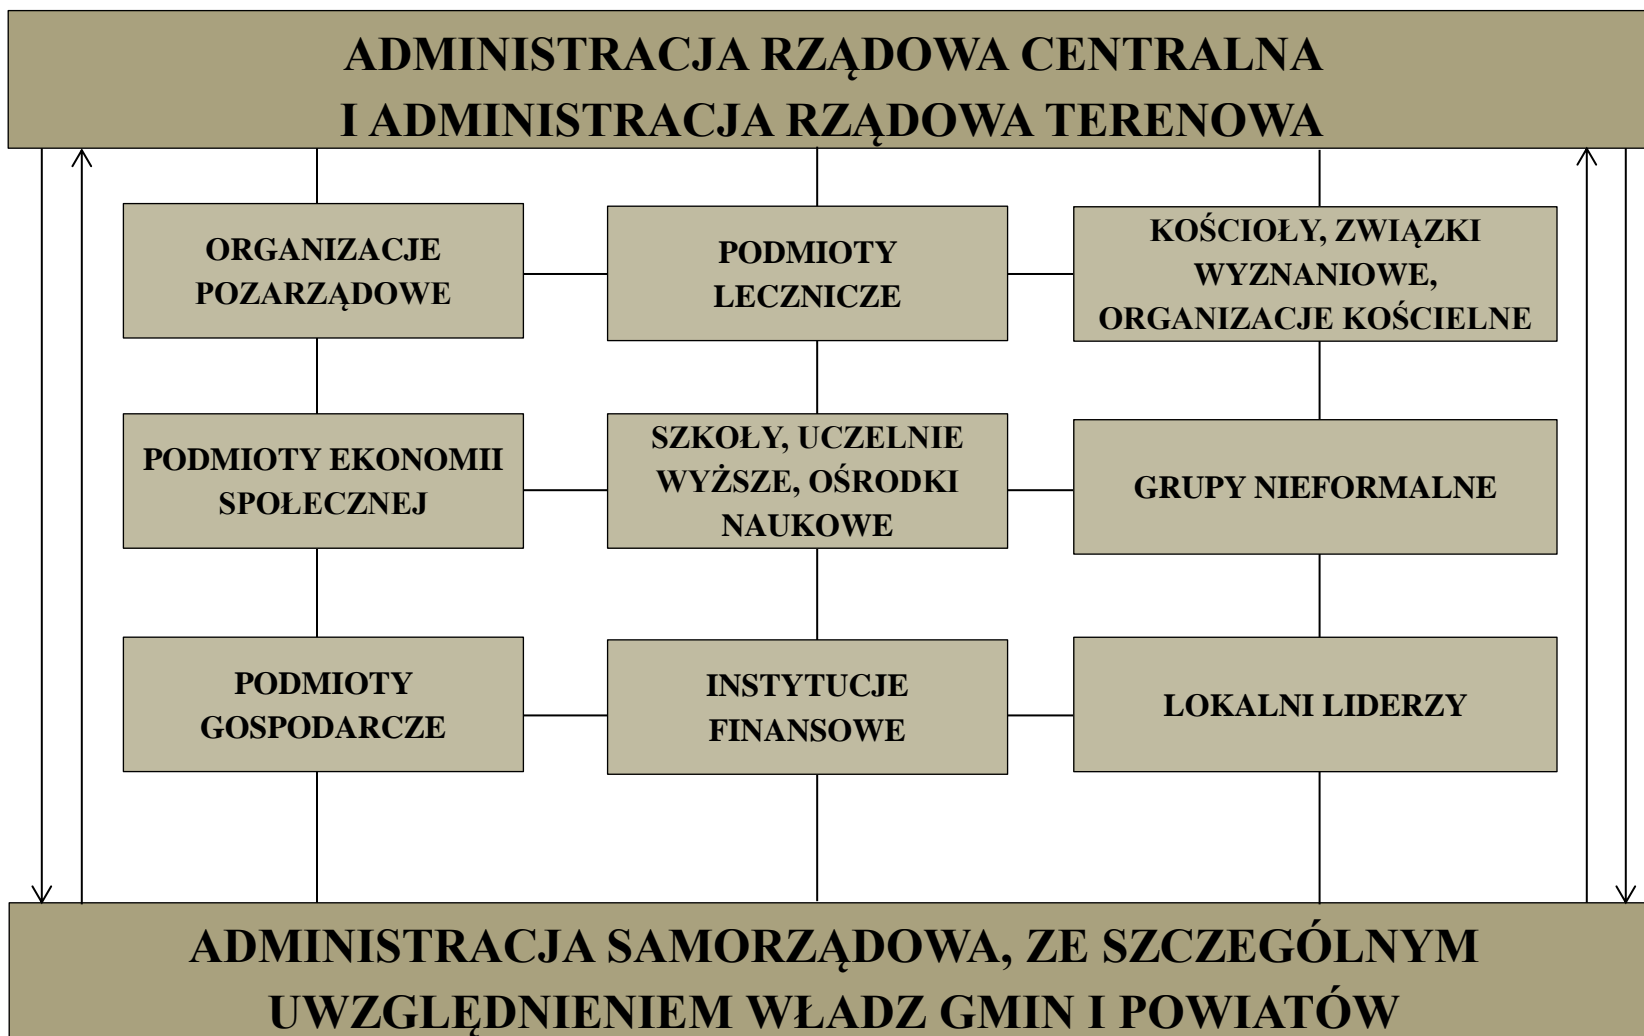 ADMINISTRACJA RZĄDOWA CENTRALNA
I ADMINISTRACJA RZĄDOWA TERENOWA
ORGANIZACJE
POZARZĄDOWE
PODMIOTY
LECZNICZE
KOŚCIOŁY, ZWIĄZKI
WYZNANIOWE,
ORGANIZACJE KOŚCIELNE
PODMIOTY EKONOMII
SPOŁECZNEJ
SZKOŁY, UCZELNIE
WYŻSZE, OŚRODKI
NAUKOWE
GRUPY NIEFORMALNE
PODMIOTY
GOSPODARCZE
INSTYTUCJE
FINANSOWE
LOKALNI LIDERZY
ADMINISTRACJA SAMORZĄDOWA, ZE SZCZEGÓLNYM
UWZGLĘDNIENIEM WŁADZ GMIN I POWIATÓW